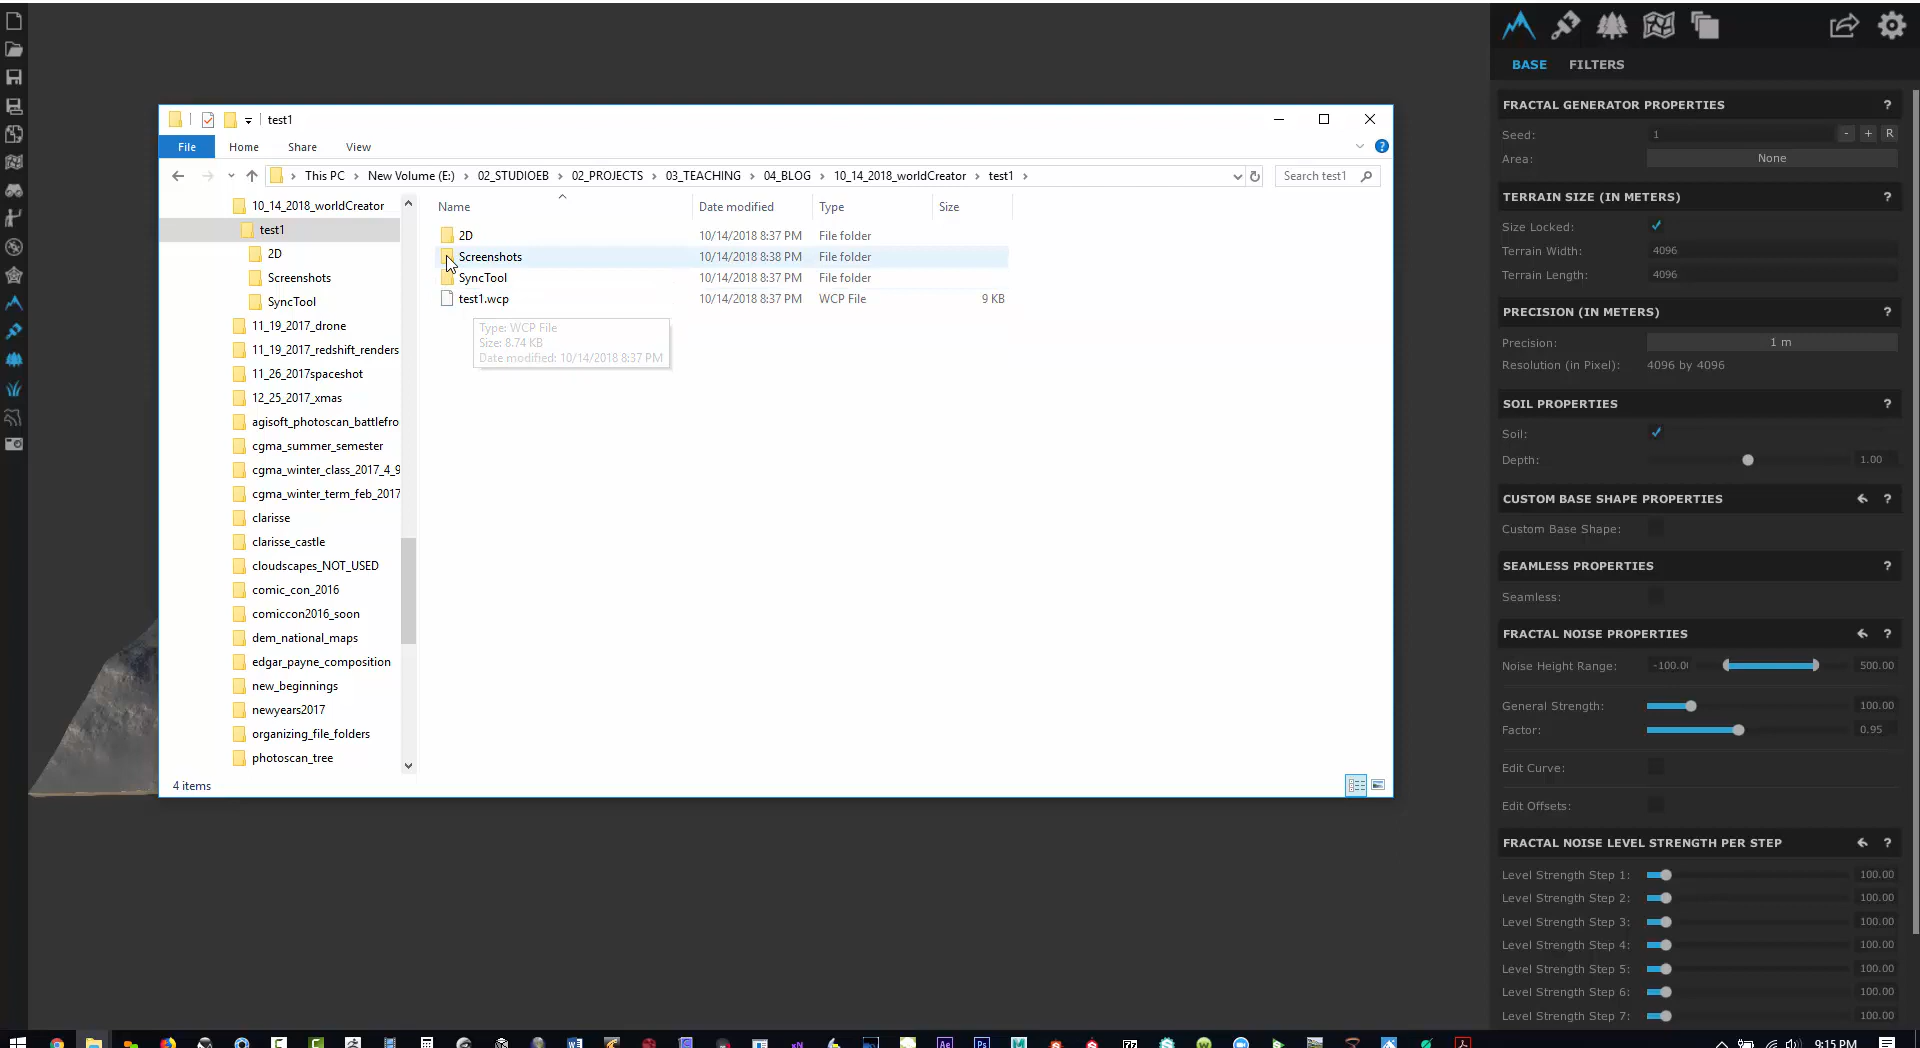 test1
File Home Share View
This PC New Volume (E:) 02_STUDIOEB 02_PROJECTS 03_TEACHING 04_BLOG 10_14_2018_worldCreator test1
Search test1
10_14_2018_worldCreator
test1
2D
Screenshots
SyncTool
11_19_2017_drone
11_19_2017_redshift_renders
11_26_2017spaceshot
12_25_2017_xmas
agisoft_photoscan_battlefro
cgma_summer_semester
cgma_winter_class_2017_4_9
cgma_winter_term_feb_2017
clarisse
clarisse_castle
cloudscapes_NOT_USED
comic_con_2016
comiccon2016_soon
dem_national_maps
edgar_payne_composition
new_beginnings
newyears2017
organizing_file_folders
photoscan_tree
Name Date modified Type Size
2D 10/14/2018 8:37 PM File folder
Screenshots 10/14/2018 8:38 PM File folder
SyncTool 10/14/2018 8:37 PM File folder
test1.wcp 10/14/2018 8:37 PM WCP File 9 KB
Type: WCP File
Size: 8.74 KB
Date modified: 10/14/2018 8:37 PM
4 items
BASE FILTERS
FRACTAL GENERATOR PROPERTIES ?
Seed: 1 - + R
Area: None
TERRAIN SIZE (IN METERS) ?
Size Locked:
Terrain Width: 4096
Terrain Length: 4096
PRECISION (IN METERS) ?
Precision: 1 m
Resolution (in Pixel): 4096 by 4096
SOIL PROPERTIES ?
Soil:
Depth: 1.00
CUSTOM BASE SHAPE PROPERTIES ?
Custom Base Shape:
SEAMLESS PROPERTIES ?
Seamless:
FRACTAL NOISE PROPERTIES ?
Noise Height Range: -100.0 500.00
General Strength: 100.00
Factor: 0.95
Edit Curve:
Edit Offsets:
FRACTAL NOISE LEVEL STRENGTH PER STEP ?
Level Strength Step 1: 100.00
Level Strength Step 2: 100.00
Level Strength Step 3: 100.00
Level Strength Step 4: 100.00
Level Strength Step 5: 100.00
Level Strength Step 6: 100.00
Level Strength Step 7: 100.00
9:15 PM